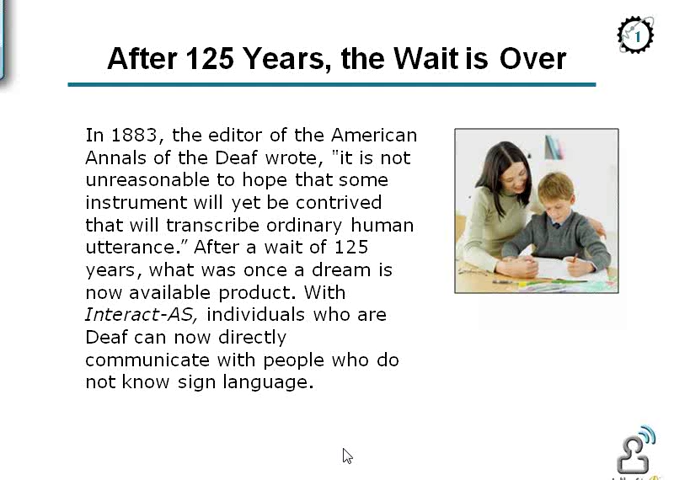 1
After 125 Years, the Wait is Over
In 1883, the editor of the American
Annals of the Deaf wrote, "it is not
unreasonable to hope that some
instrument will yet be contrived
that will transcribe ordinary human
utterance.” After a wait of 125
years, what was once a dream is
now available product. With
Interact-AS, individuals who are
Deaf can now directly
communicate with people who do
not know sign language.